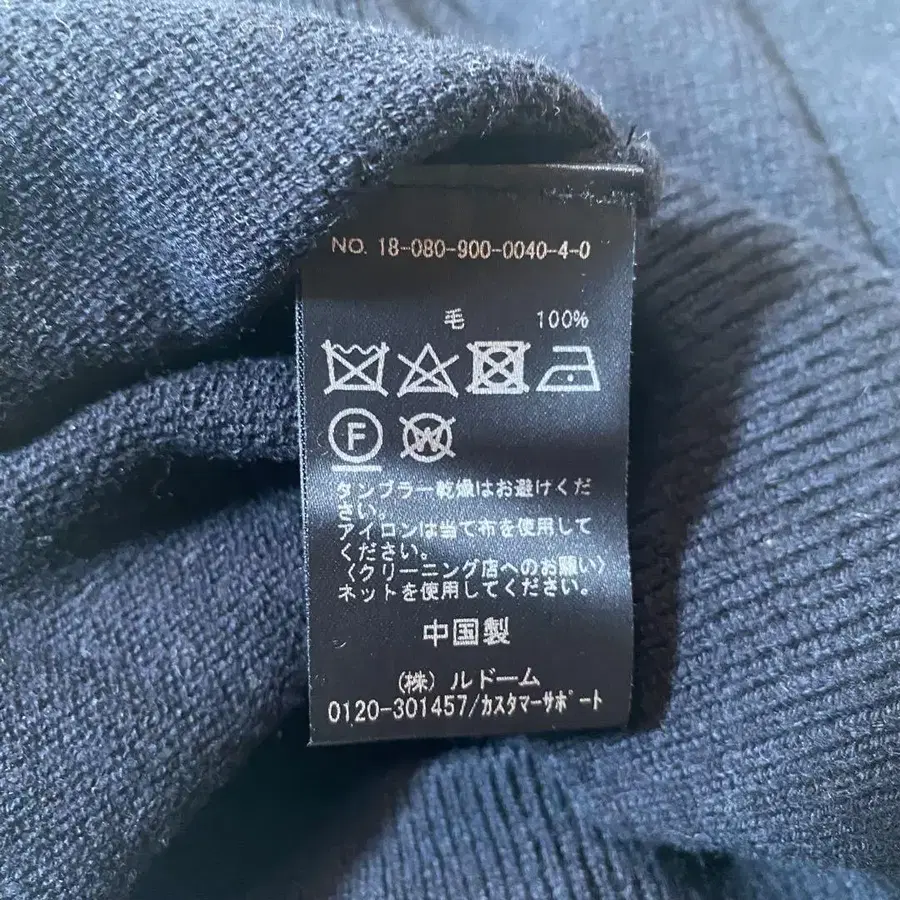 NO. 18-080-900-0040-4-0
毛 100%
F W
タンブラー乾燥はお避けくだ
さい。
アイロンは当て布を使用して
ください。
〈クリーニング店へのお願い〉
ネットを使用してください。
中国製
(株) ルドーム
0120-301457/カスタマーサポート